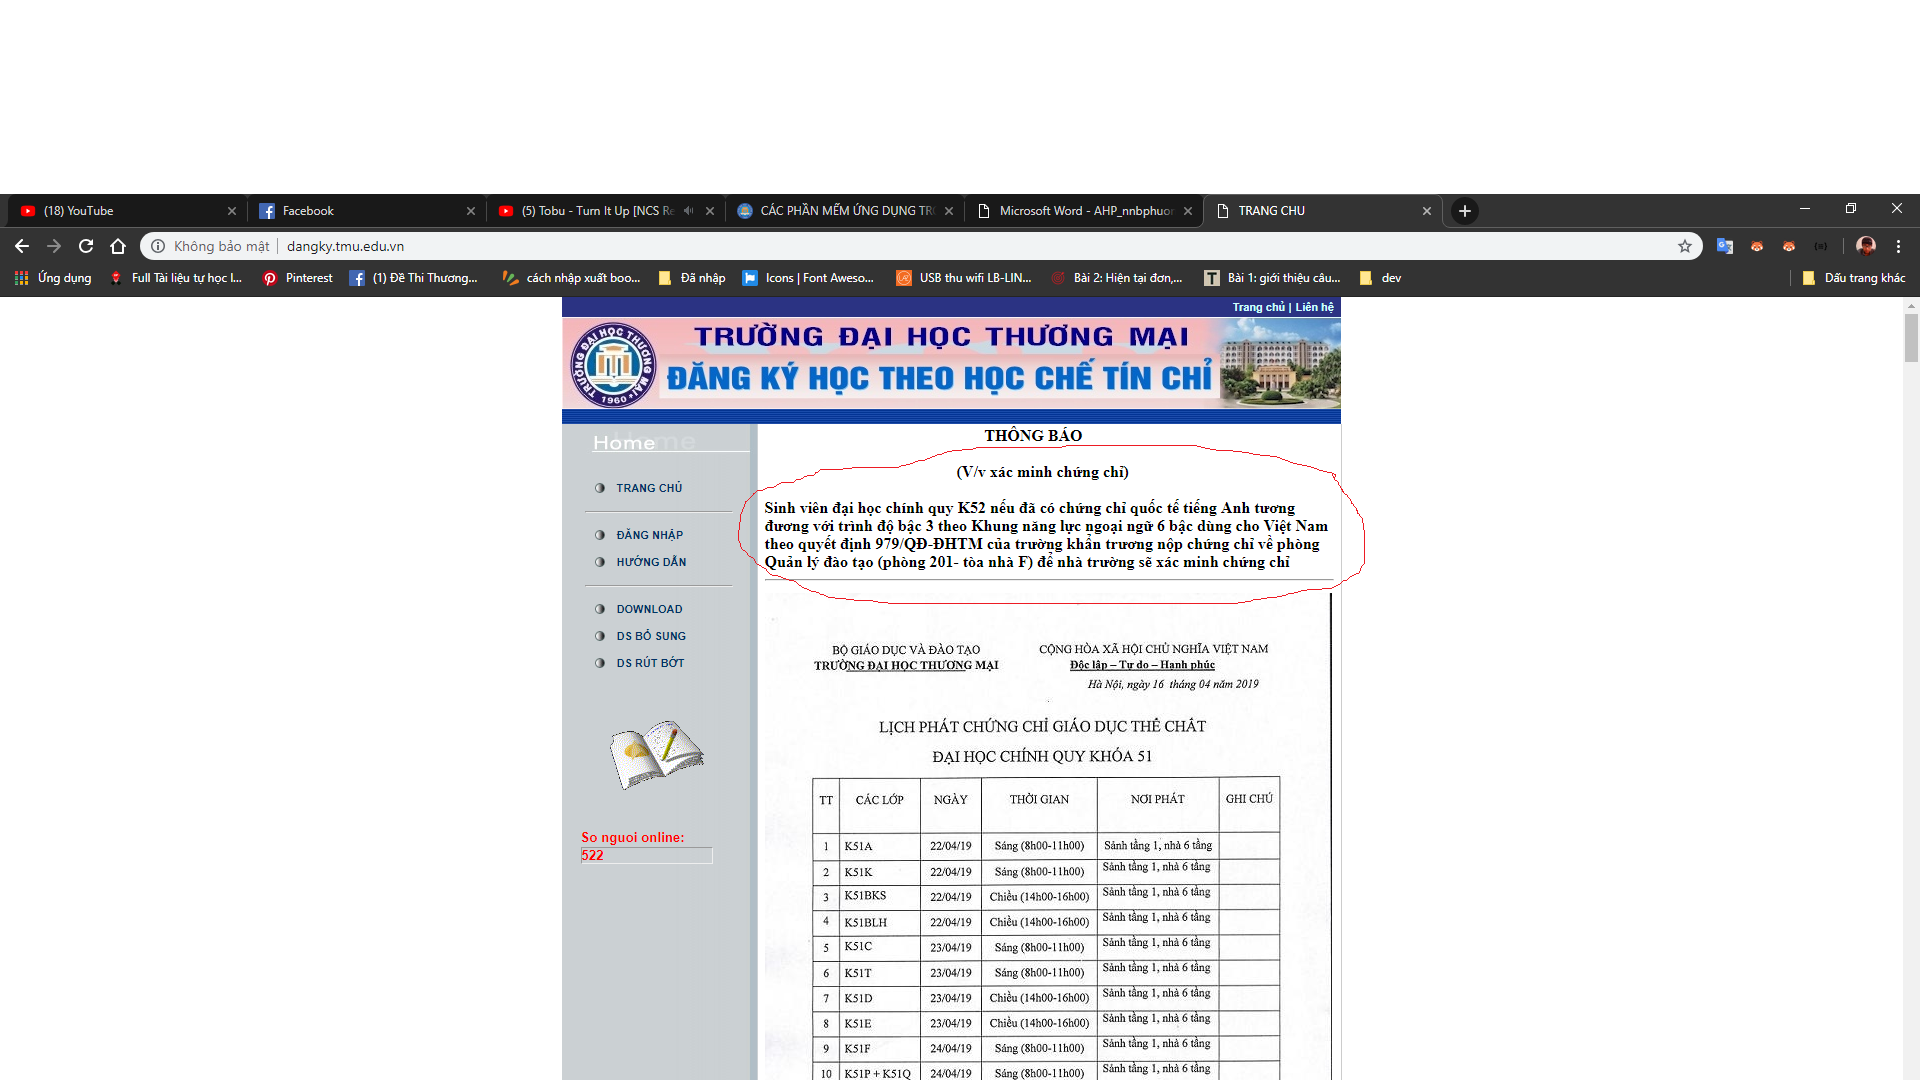 (18) YouTube
Facebook
(5) Tobu - Turn It Up [NCS Re
CÁC PHẦN MỀM ỨNG DỤNG TRO
Microsoft Word - AHP_nnbphuon
TRANG CHU
Không bảo mật
dangky.tmu.edu.vn
Ứng dụng
Full Tài liệu tự học I...
Pinterest
(1) Đề Thi Thương...
cách nhập xuất boo...
Đã nhập
Icons | Font Aweso...
USB thu wifi LB-LIN...
Bài 2: Hiện tại đơn,...
Bài 1: giới thiệu câu...
dev
Dấu trang khác
Trang chủ | Liên hệ
TRƯỜNG ĐẠI HỌC THƯƠNG MẠI
ĐĂNG KÝ HỌC THEO HỌC CHẾ TÍN CHỈ
TRƯỜNG ĐẠI HỌC THƯƠNG MẠI
1960
Home
TRANG CHỦ
ĐĂNG NHẬP
HƯỚNG DẪN
DOWNLOAD
DS BỔ SUNG
DS RÚT BỚT
So nguoi online:
522
THÔNG BÁO
(V/v xác minh chứng chỉ)
Sinh viên đại học chính quy K52 nếu đã có chứng chỉ quốc tế tiếng Anh tương
đương với trình độ bậc 3 theo Khung năng lực ngoại ngữ 6 bậc dùng cho Việt Nam
theo quyết định 979/QĐ-ĐHTM của trường khẩn trương nộp chứng chỉ về phòng
Quản lý đào tạo (phòng 201- tòa nhà F) để nhà trường sẽ xác minh chứng chỉ
BỘ GIÁO DỤC VÀ ĐÀO TẠO
TRƯỜNG ĐẠI HỌC THƯƠNG MẠI
CỘNG HÒA XÃ HỘI CHỦ NGHĨA VIỆT NAM
Độc lập – Tự do – Hạnh phúc
Hà Nội, ngày 16 tháng 04 năm 2019
LỊCH PHÁT CHỨNG CHỈ GIÁO DỤC THỂ CHẤT
ĐẠI HỌC CHÍNH QUY KHÓA 51
TT CÁC LỚP NGÀY THỜI GIAN NƠI PHÁT GHI CHÚ
1 K51A 22/04/19 Sáng (8h00-11h00) Sảnh tầng 1, nhà 6 tầng
2 K51K 22/04/19 Sáng (8h00-11h00) Sảnh tầng 1, nhà 6 tầng
3 K51BKS 22/04/19 Chiều (14h00-16h00) Sảnh tầng 1, nhà 6 tầng
4 K51BLH 22/04/19 Chiều (14h00-16h00) Sảnh tầng 1, nhà 6 tầng
5 K51C 23/04/19 Sáng (8h00-11h00) Sảnh tầng 1, nhà 6 tầng
6 K51T 23/04/19 Sáng (8h00-11h00) Sảnh tầng 1, nhà 6 tầng
7 K51D 23/04/19 Chiều (14h00-16h00) Sảnh tầng 1, nhà 6 tầng
8 K51E 23/04/19 Chiều (14h00-16h00) Sảnh tầng 1, nhà 6 tầng
9 K51F 24/04/19 Sáng (8h00-11h00) Sảnh tầng 1, nhà 6 tầng
10 K51P + K51Q 24/04/19 Sáng (8h00-11h00) Sảnh tầng 1, nhà 6 tầng